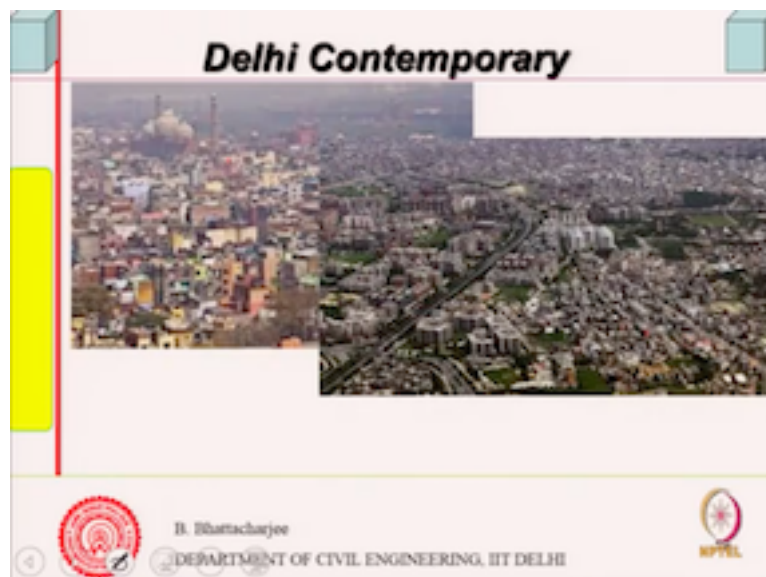 Delhi Contemporary
B. Bhattacharjee
DEPARTMENT OF CIVIL ENGINEERING, IIT DELHI
NPTEL